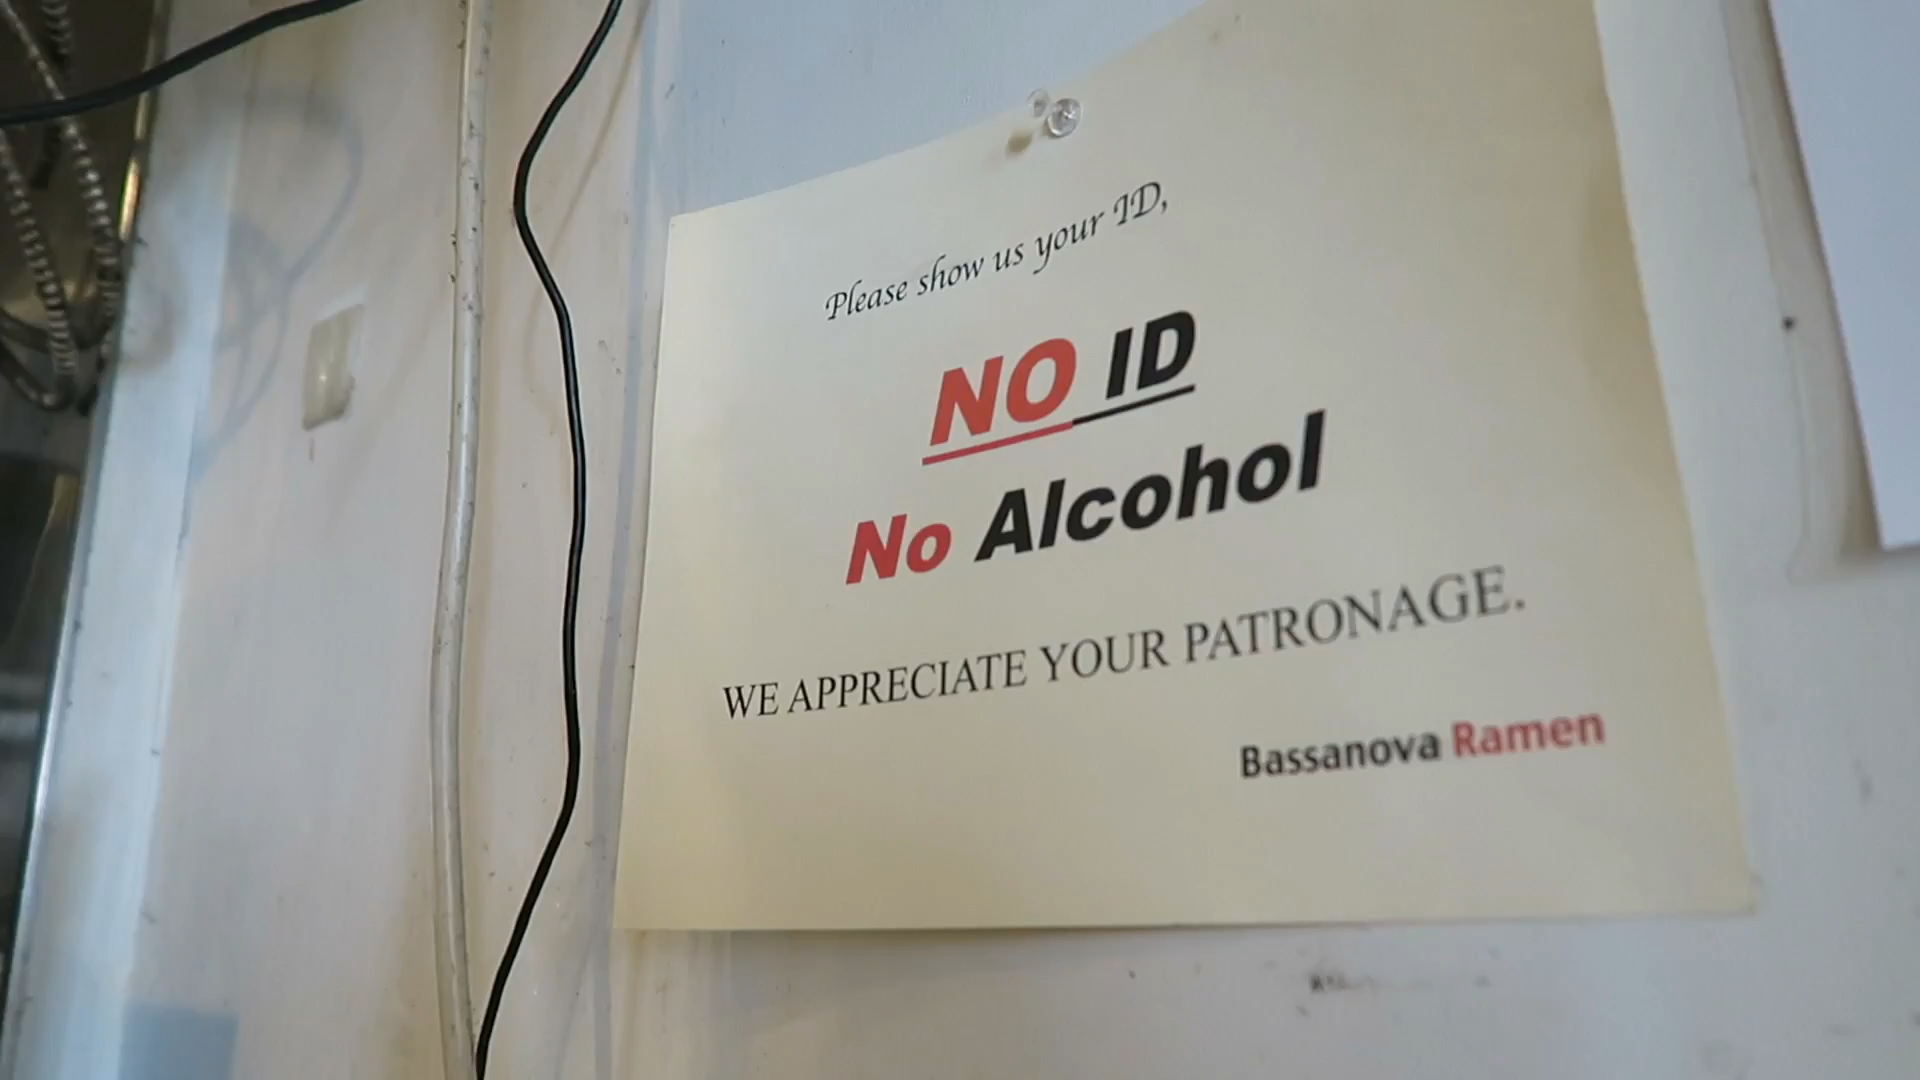 Please show us your ID,
NO ID
No Alcohol
WE APPRECIATE YOUR PATRONAGE.
Bassanova Ramen